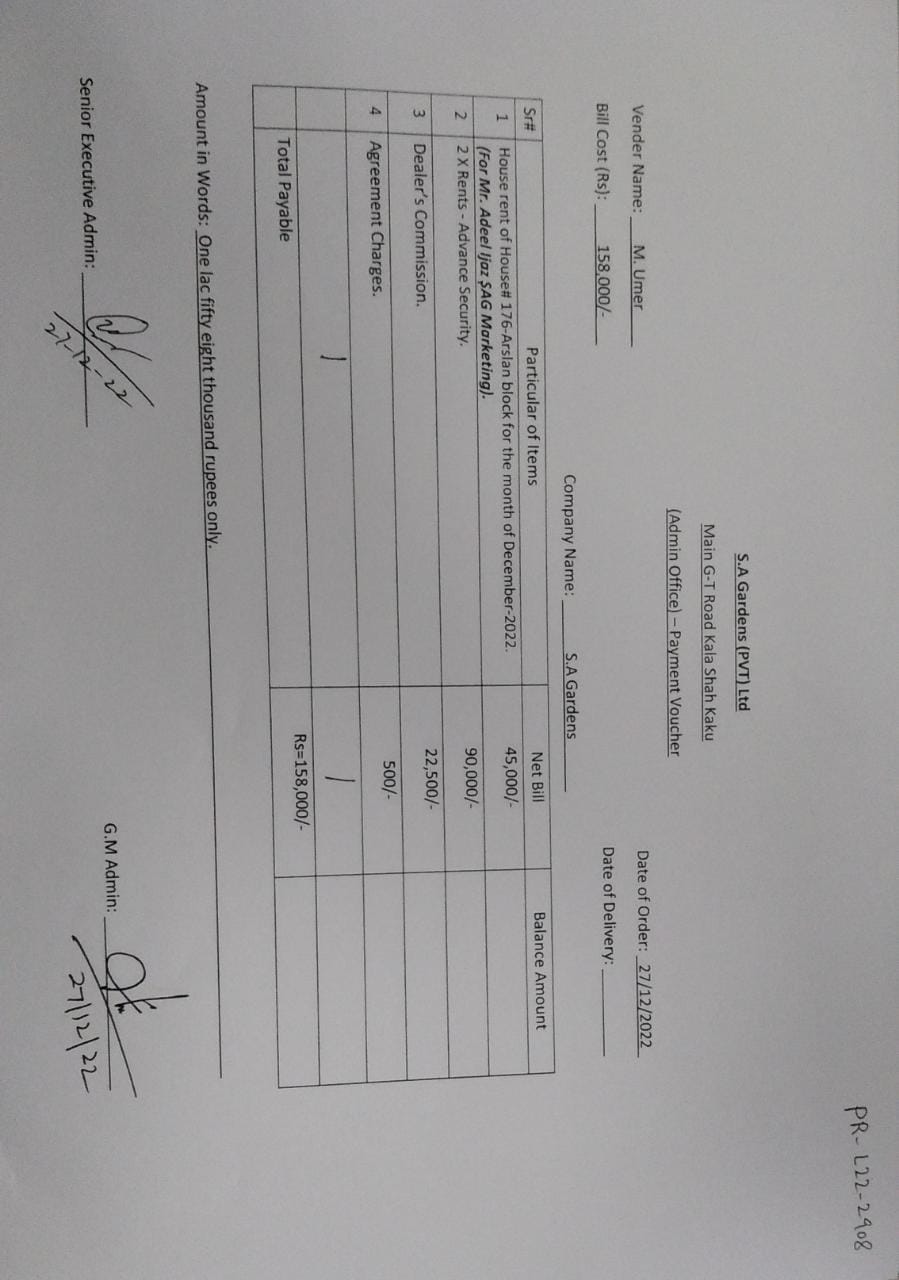 PR-L22-2908
S.A Gardens (PVT) Ltd
Main G-T Road Kala Shah Kaku
(Admin Office) – Payment Voucher
Vender Name: M. Umer Date of Order: 27/12/2022
Bill Cost (Rs): 158,000/- Date of Delivery:
Company Name: S.A Gardens
Sr# Particular of Items Net Bill Balance Amount
1 House rent of House# 176-Arslan block for the month of December-2022. 45,000/-
(For Mr. Adeel Ijaz $AG Marketing).
2 2 X Rents - Advance Security. 90,000/-
3 Dealer's Commission. 22,500/-
4 Agreement Charges. 500/-
Total Payable Rs=158,000/-
Amount in Words: One lac fifty eight thousand rupees only.
Senior Executive Admin: G.M Admin:
27-12-22 27/12/22